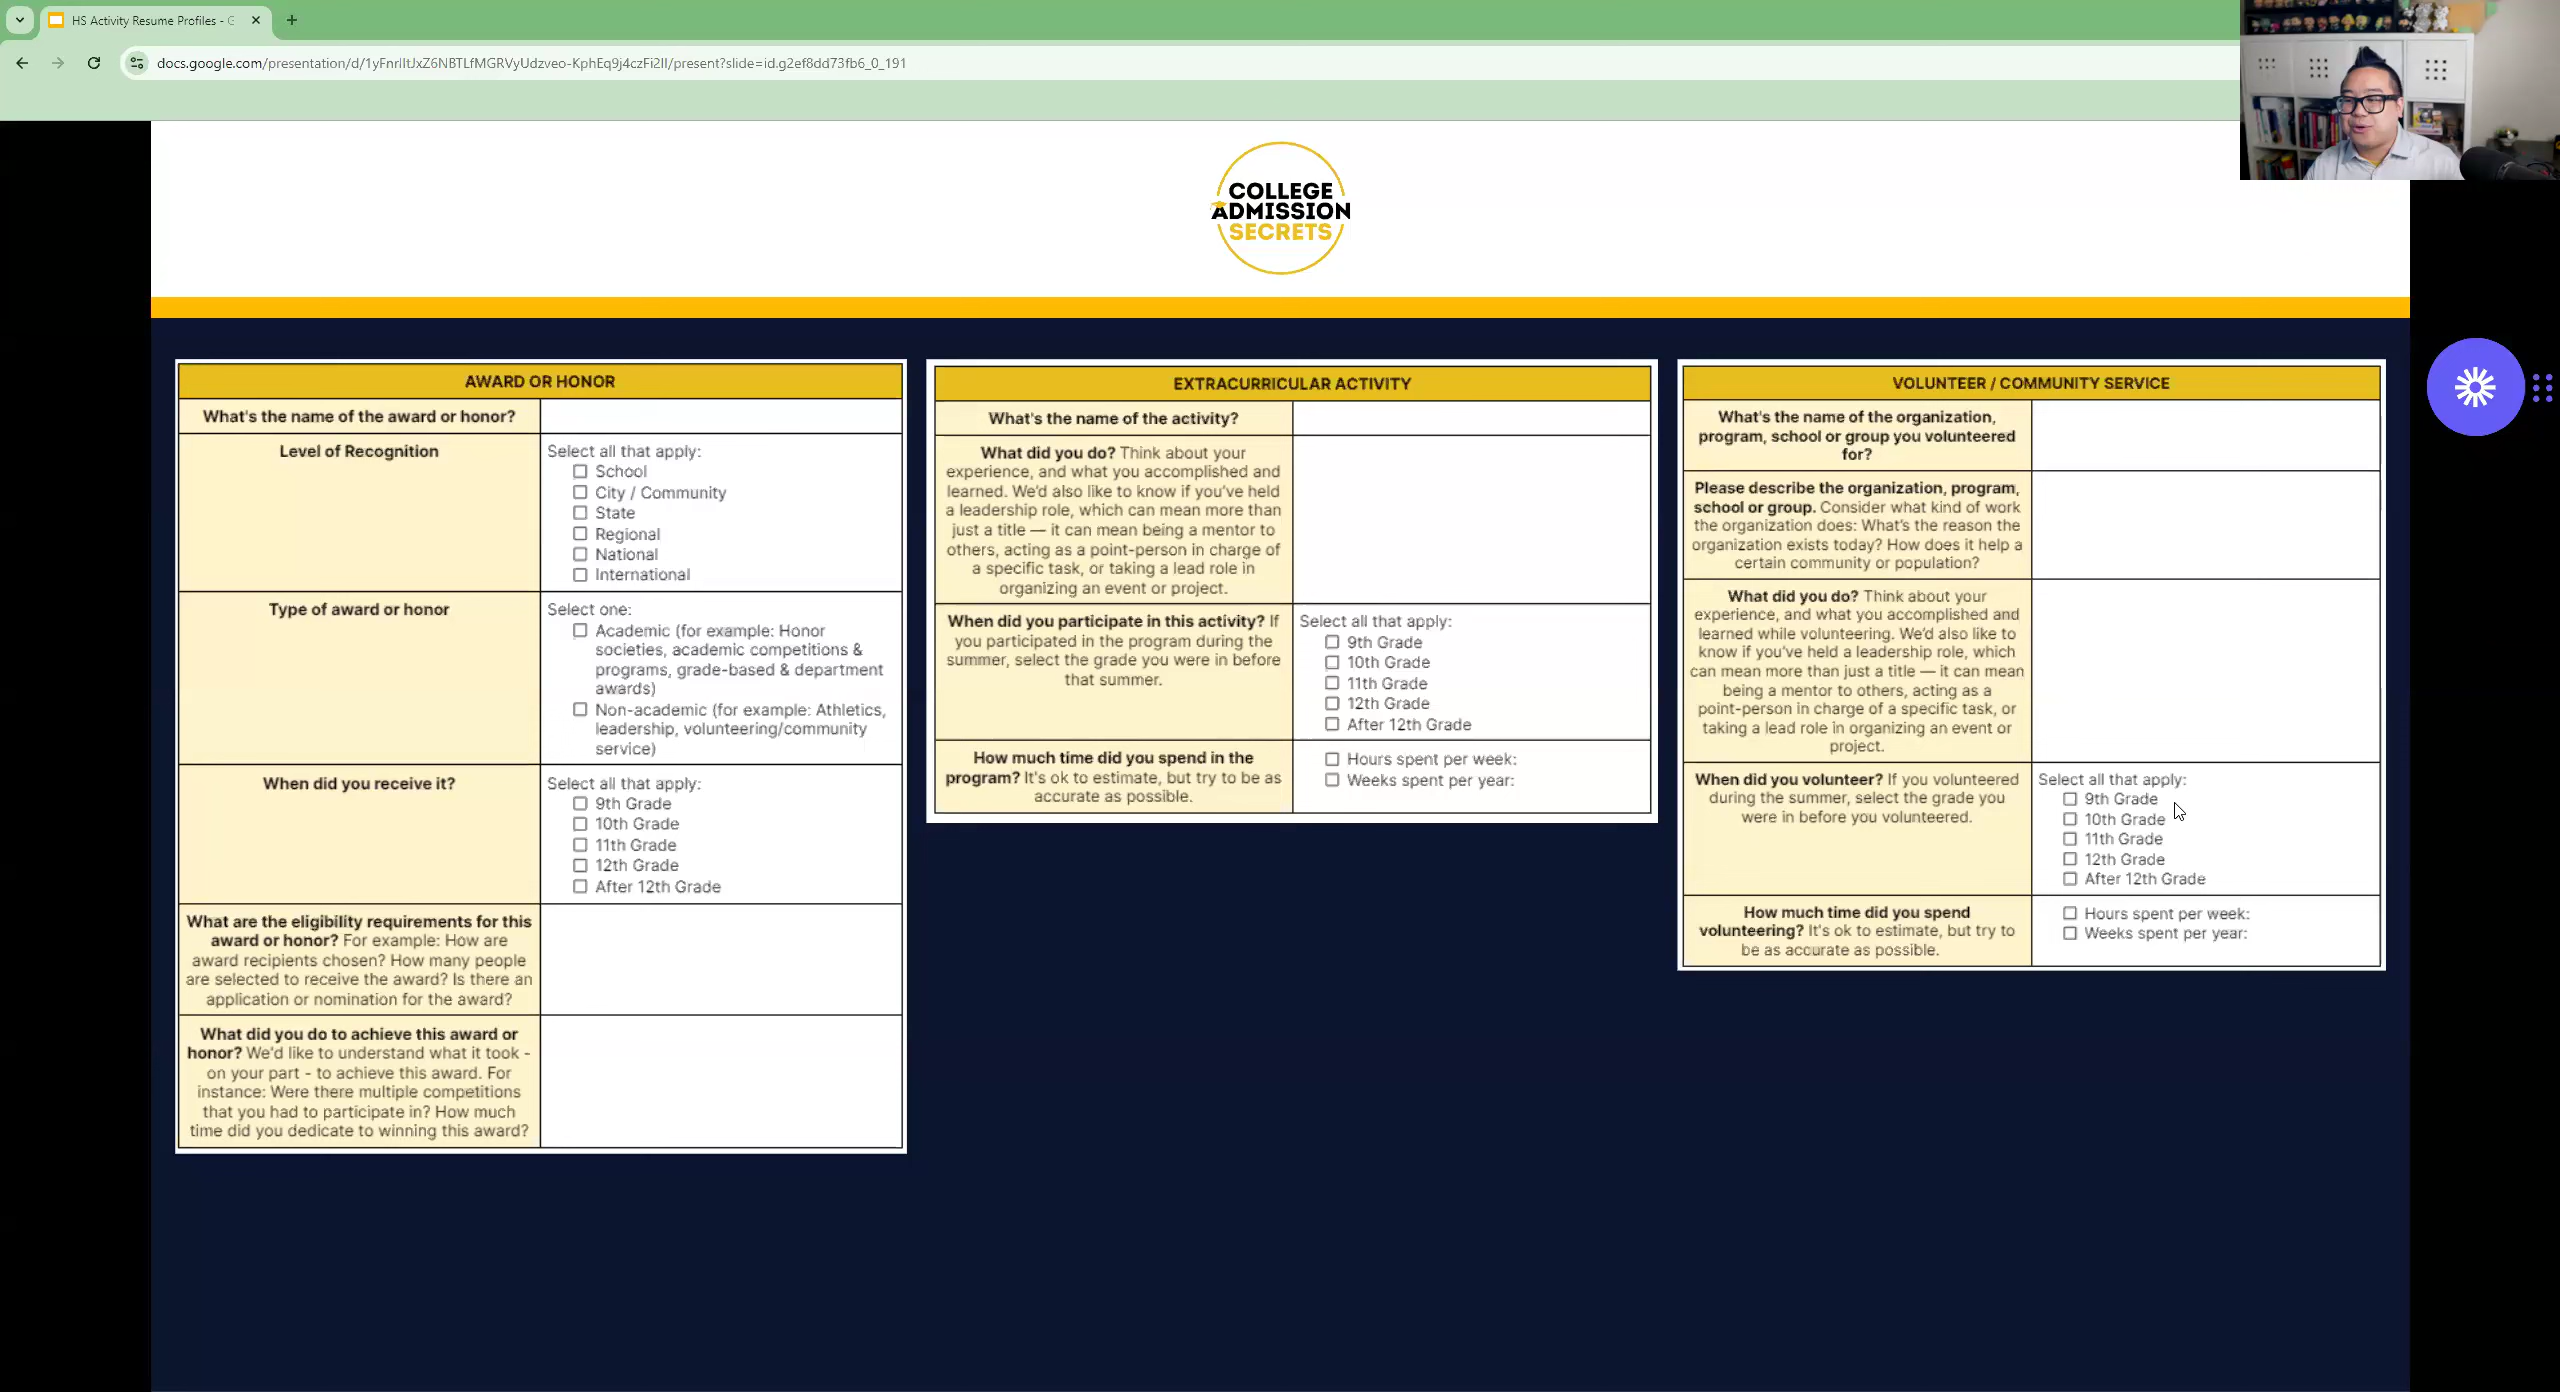 HS Activity Resume Profiles - G
docs.google.com/presentation/d/1yFnrlItJxZ6NBTLfMGRVyUdzveo-KphEq9j4czFi2lI/present?slide=id.g2ef8dd73fb6_0_191
COLLEGE
ADMISSION
SECRETS
AWARD OR HONOR
What's the name of the award or honor?
Level of Recognition
Select all that apply:
School
City / Community
State
Regional
National
International
Type of award or honor
Select one:
Academic (for example: Honor
societies, academic competitions &
programs, grade-based & department
awards)
Non-academic (for example: Athletics,
leadership, volunteering/community
service)
When did you receive it?
Select all that apply:
9th Grade
10th Grade
11th Grade
12th Grade
After 12th Grade
What are the eligibility requirements for this
award or honor? For example: How are
award recipients chosen? How many people
are selected to receive the award? Is there an
application or nomination for the award?
What did you do to achieve this award or
honor? We'd like to understand what it took -
on your part - to achieve this award. For
instance: Were there multiple competitions
that you had to participate in? How much
time did you dedicate to winning this award?
EXTRACURRICULAR ACTIVITY
What's the name of the activity?
What did you do? Think about your
experience, and what you accomplished and
learned. We'd also like to know if you've held
a leadership role, which can mean more than
just a title — it can mean being a mentor to
others, acting as a point-person in charge of
a specific task, or taking a lead role in
organizing an event or project.
When did you participate in this activity? If
you participated in the program during the
summer, select the grade you were in before
that summer.
Select all that apply:
9th Grade
10th Grade
11th Grade
12th Grade
After 12th Grade
How much time did you spend in the
program? It's ok to estimate, but try to be as
accurate as possible.
Hours spent per week:
Weeks spent per year:
VOLUNTEER / COMMUNITY SERVICE
What's the name of the organization,
program, school or group you volunteered
for?
Please describe the organization, program,
school or group. Consider what kind of work
the organization does: What's the reason the
organization exists today? How does it help a
certain community or population?
What did you do? Think about your
experience, and what you accomplished and
learned while volunteering. We'd also like to
know if you've held a leadership role, which
can mean more than just a title — it can mean
being a mentor to others, acting as a
point-person in charge of a specific task, or
taking a lead role in organizing an event or
project.
When did you volunteer? If you volunteered
during the summer, select the grade you
were in before you volunteered.
Select all that apply:
9th Grade
10th Grade
11th Grade
12th Grade
After 12th Grade
How much time did you spend
volunteering? It's ok to estimate, but try to
be as accurate as possible.
Hours spent per week:
Weeks spent per year: